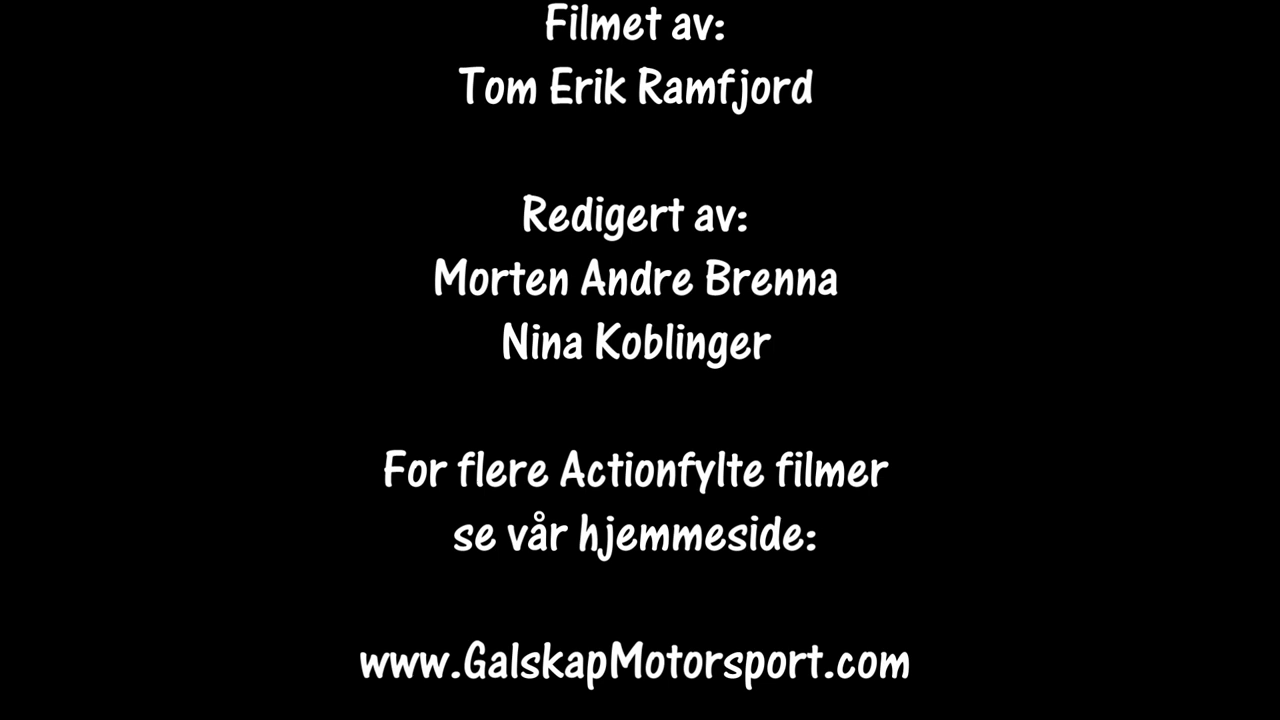 Filmet av:
Tom Erik Ramfjord
Redigert av:
Morten Andre Brenna
Nina Koblinger
For flere Actionfylte filmer
se vår hjemmeside:
www.GalskapMotorsport.com